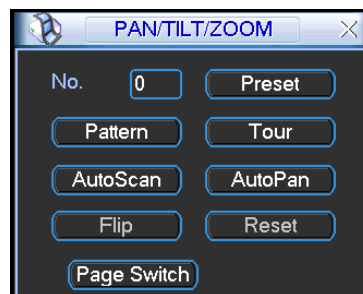 PAN/TILT/ZOOM
No. 0 Preset
Pattern Tour
AutoScan AutoPan
Flip Reset
Page Switch